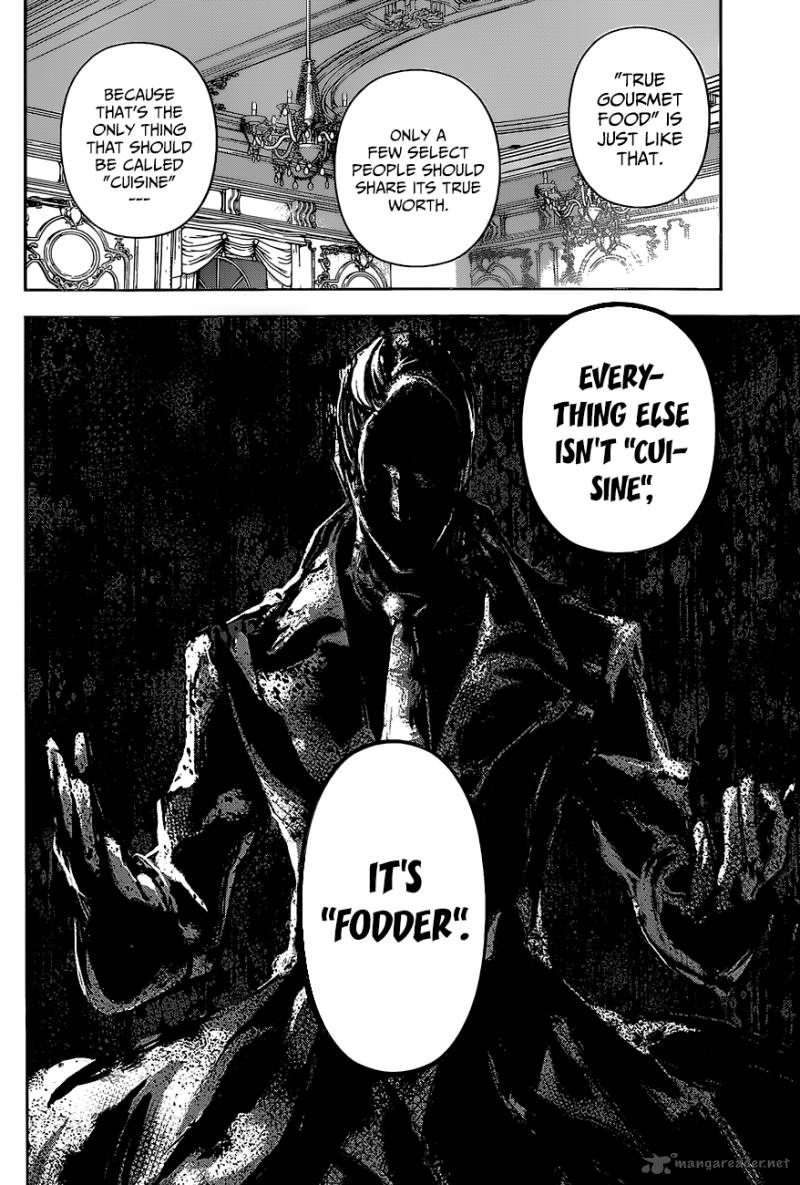 "TRUE
GOURMET
FOOD" IS
JUST LIKE
THAT.
ONLY A
FEW SELECT
PEOPLE SHOULD
SHARE ITS TRUE
WORTH.
BECAUSE
THAT'S THE
ONLY THING
THAT SHOULD
BE CALLED
"CUISINE"
---
EVERY-
THING ELSE
ISN'T "CUI-
SINE",
IT'S
"FODDER".
mangareader.net